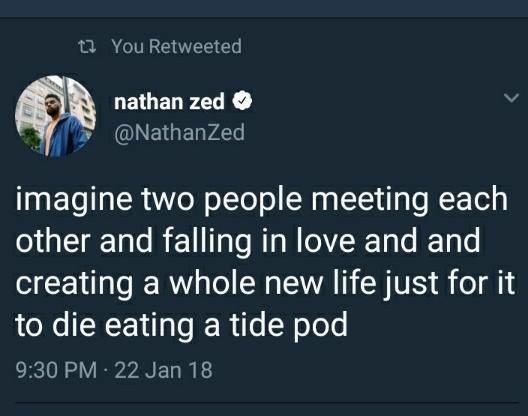 You Retweeted
nathan zed
@NathanZed
imagine two people meeting each
other and falling in love and and
creating a whole new life just for it
to die eating a tide pod
9:30 PM · 22 Jan 18